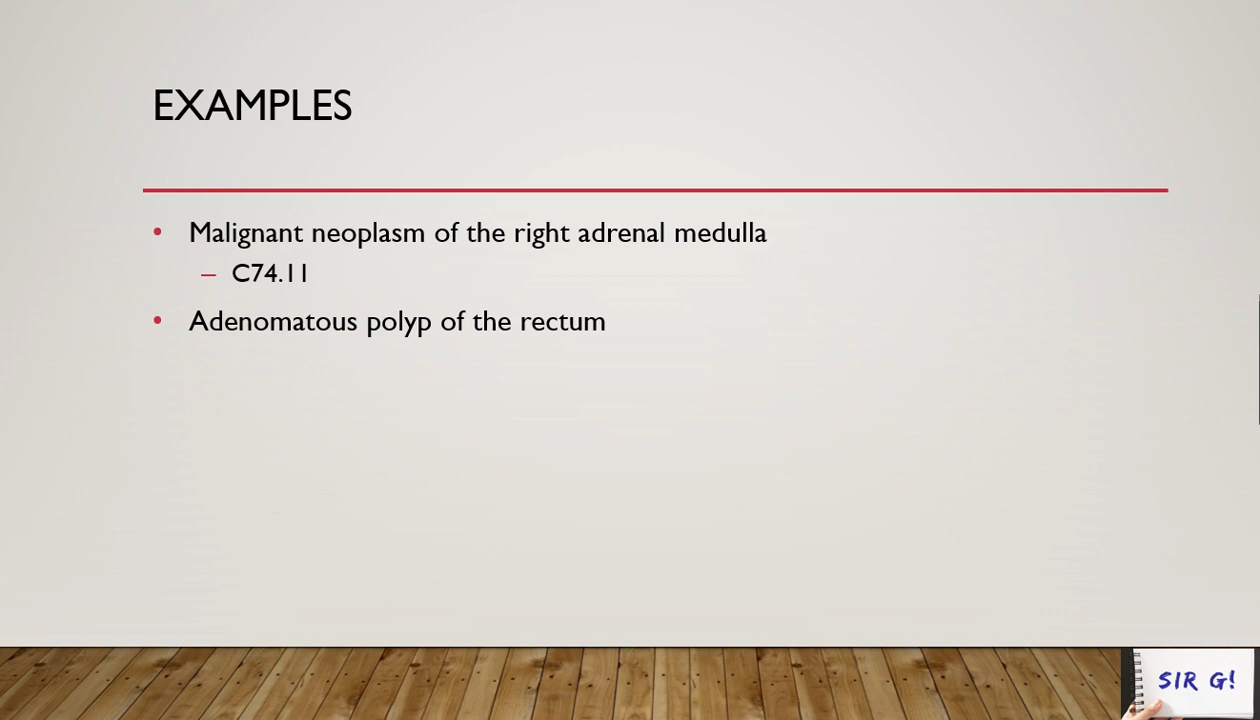 EXAMPLES
• Malignant neoplasm of the right adrenal medulla
– C74.11
• Adenomatous polyp of the rectum
SIR G!